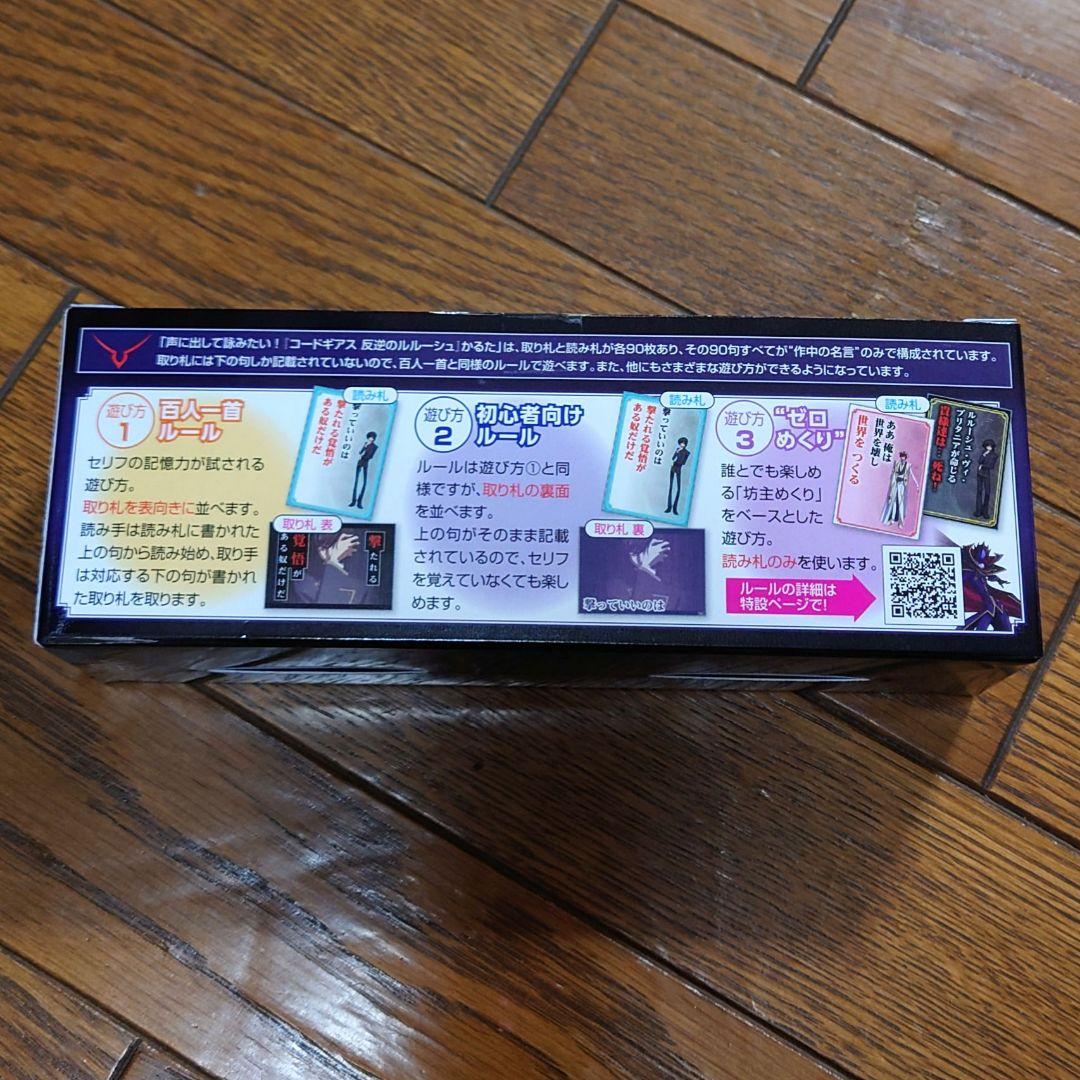 「声に出して詠みたい!『コードギアス 反逆のルルーシュ』かるた」は、取り札と読み札が各90枚あり、その90句すべてが"作中の名言"のみで構成されています。
取り札には下の句しか記載されていないので、百人一首と同様のルールで遊べます。また、他にもさまざまな遊び方ができるようになっています。
遊び方
1
百人一首
ルール
セリフの記憶力が試される
遊び方。
取り札を表向きに並べます。
読み手は読み札に書かれた
上の句から読み始め、取り手
は対応する下の句が書かれ
た取り札を取ります。
読み札
撃っていいのは
撃たれる覚悟が
ある奴だけだ
取り札 表
撃たれる
覚悟が
ある奴だけだ
遊び方
2
初心者向け
ルール
ルールは遊び方①と同
様ですが、取り札の裏面
を並べます。
上の句がそのまま記載
されているので、セリフ
を覚えていなくても楽し
めます。
読み札
撃っていいのは
撃たれる覚悟が
ある奴だけだ
取り札 裏
撃っていいのは
遊び方
3
"ゼロ
めくり"
誰とでも楽しめ
る「坊主めくり」
をベースとした
遊び方。
読み札のみを使います。
読み札
ああ 俺は
世界を壊し
世界を つくる
ルルーシュ・ヴィ・
ブリタニアが命じる
貴様達は…死ね!
ルールの詳細は
特設ページで!